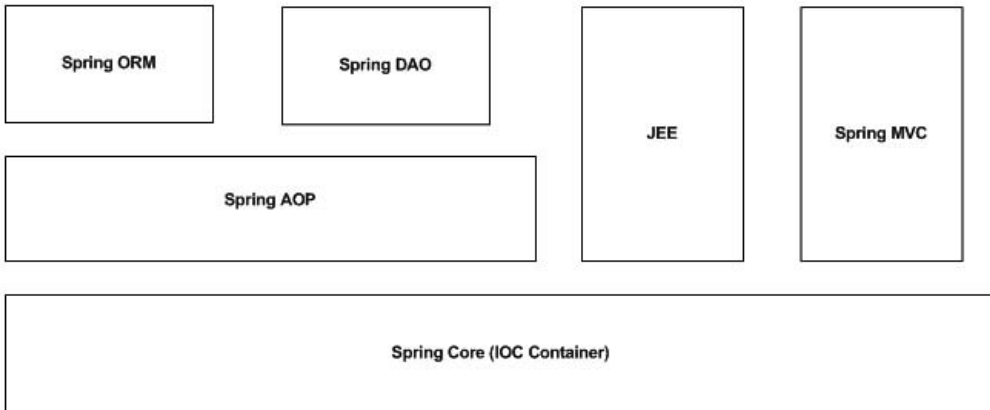 Spring ORM
Spring DAO
JEE
Spring MVC
Spring AOP
Spring Core (IOC Container)